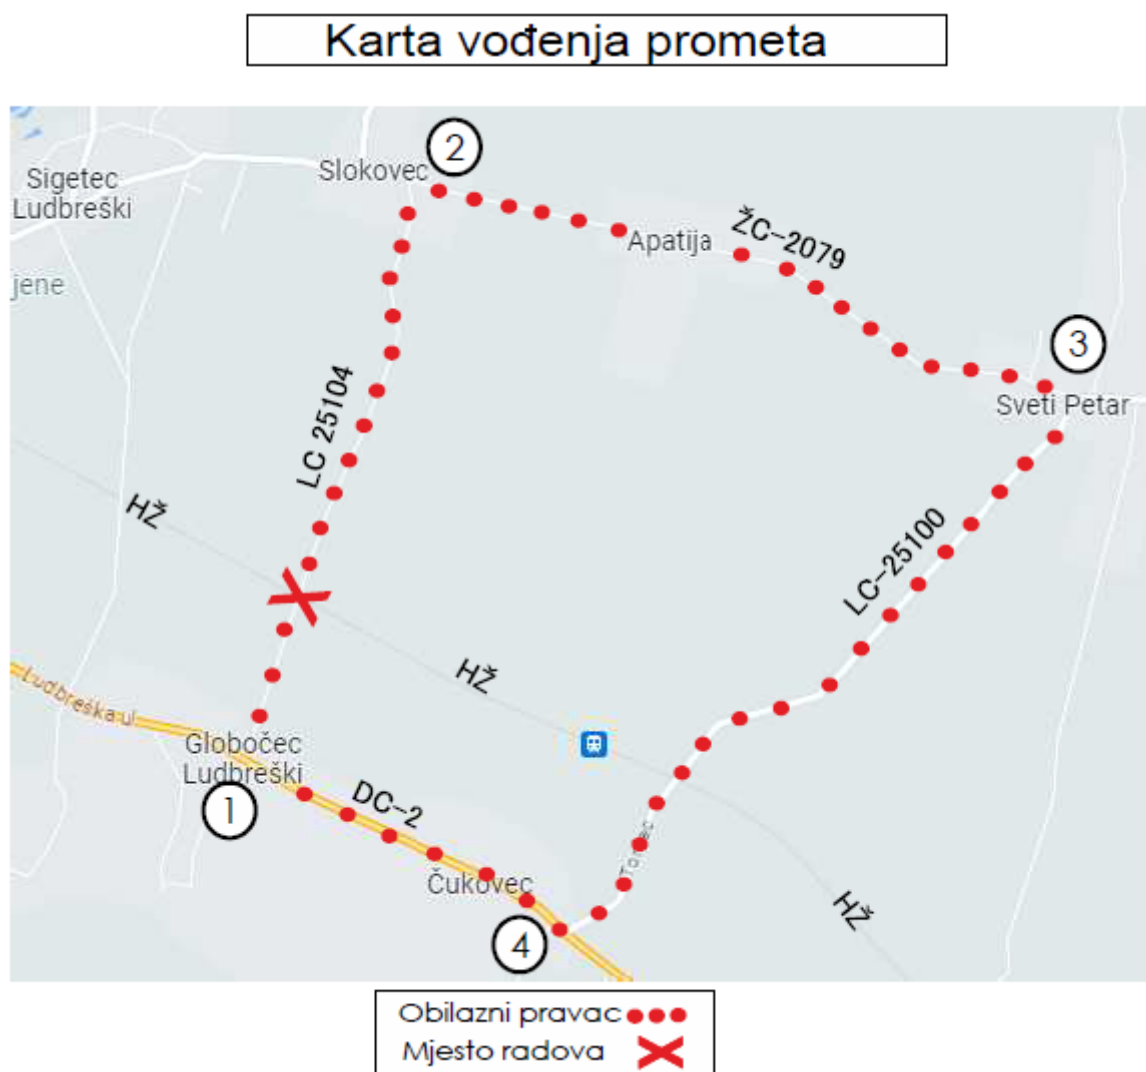 Karta vođenja prometa
2
Slokovec
Sigetec
Ludbreški
Apatija
ŽC-2079
jene
3
Sveti Petar
LC 25104
HŽ
LC-25100
HŽ
Ludbreška ul
Globočec
Ludbreški
1
DC-2
Čukovec
HŽ
4
Obilazni pravac
Mjesto radova